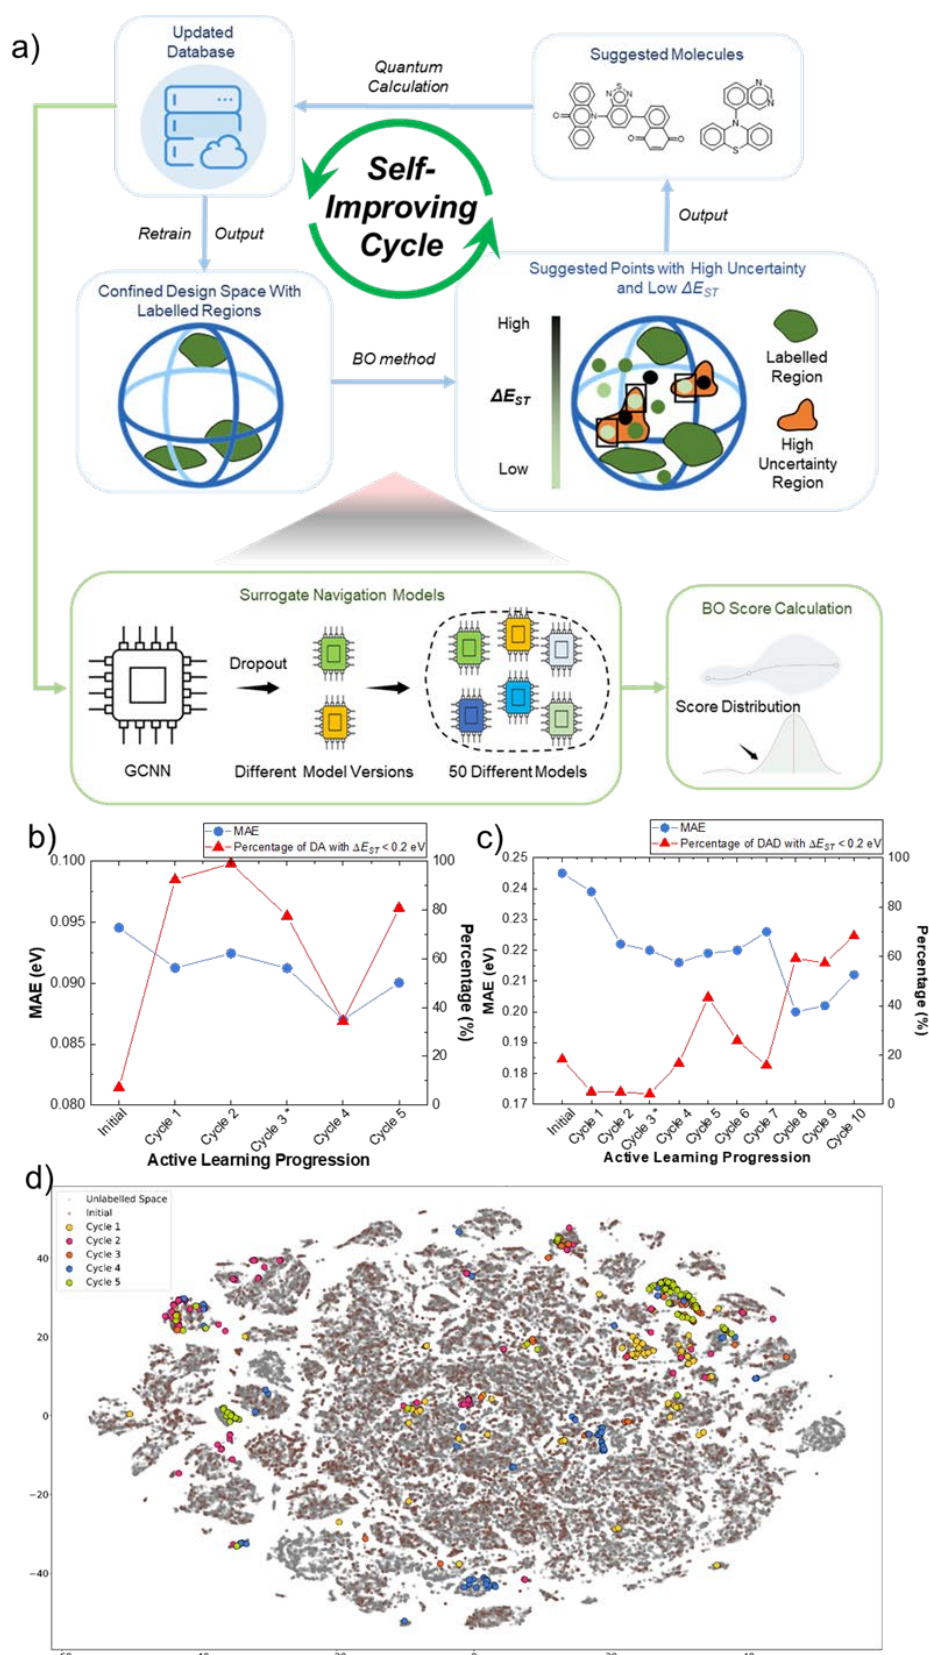 a)
Updated
Database
Quantum
Calculation
Suggested Molecules
Self-
Improving
Cycle
Retrain
Output
Output
Confined Design Space With
Labelled Regions
BO method
Suggested Points with High Uncertainty
and Low ΔE_ST
High
ΔE_ST
Low
Labelled
Region
High
Uncertainty
Region
Surrogate Navigation Models
GCNN
Dropout
Different Model Versions
50 Different Models
BO Score Calculation
Score Distribution
b)
MAE
Percentage of DA with ΔE_ST < 0.2 eV
MAE (eV)
0.100
0.095
0.090
0.085
0.080
Percentage (%)
100
80
60
40
20
0
Initial
Cycle 1
Cycle 2
Cycle 3*
Cycle 4
Cycle 5
Active Learning Progression
c)
MAE
Percentage of DAD with ΔE_ST < 0.2 eV
MAE (eV)
0.25
0.24
0.23
0.22
0.21
0.20
0.19
0.18
0.17
Percentage (%)
100
80
60
40
20
0
Initial
Cycle 1
Cycle 2
Cycle 3*
Cycle 4
Cycle 5
Cycle 6
Cycle 7
Cycle 8
Cycle 9
Cycle 10
Active Learning Progression
d)
Unlabelled Space
Initial
Cycle 1
Cycle 2
Cycle 3
Cycle 4
Cycle 5
40
20
0
−20
−40